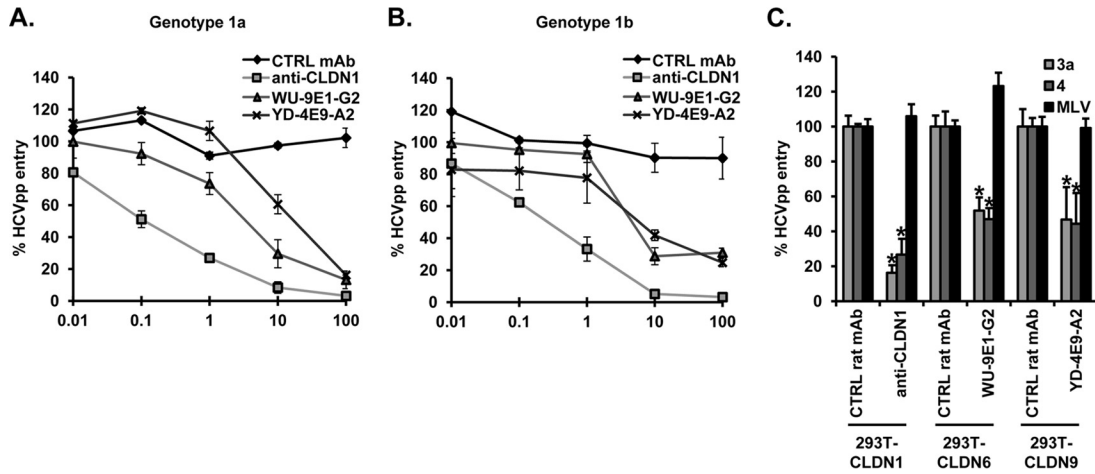 A.
Genotype 1a
CTRL mAb
anti-CLDN1
WU-9E1-G2
YD-4E9-A2
% HCVpp entry
140
120
100
80
60
40
20
0
0.01 0.1 1 10 100
B.
Genotype 1b
CTRL mAb
anti-CLDN1
WU-9E1-G2
YD-4E9-A2
% HCVpp entry
140
120
100
80
60
40
20
0
0.01 0.1 1 10 100
C.
3a
4
MLV
% HCVpp entry
140
120
100
80
60
40
20
0
* * * * * *
CTRL rat mAb
anti-CLDN1
CTRL rat mAb
WU-9E1-G2
CTRL rat mAb
YD-4E9-A2
293T-
CLDN1
293T-
CLDN6
293T-
CLDN9